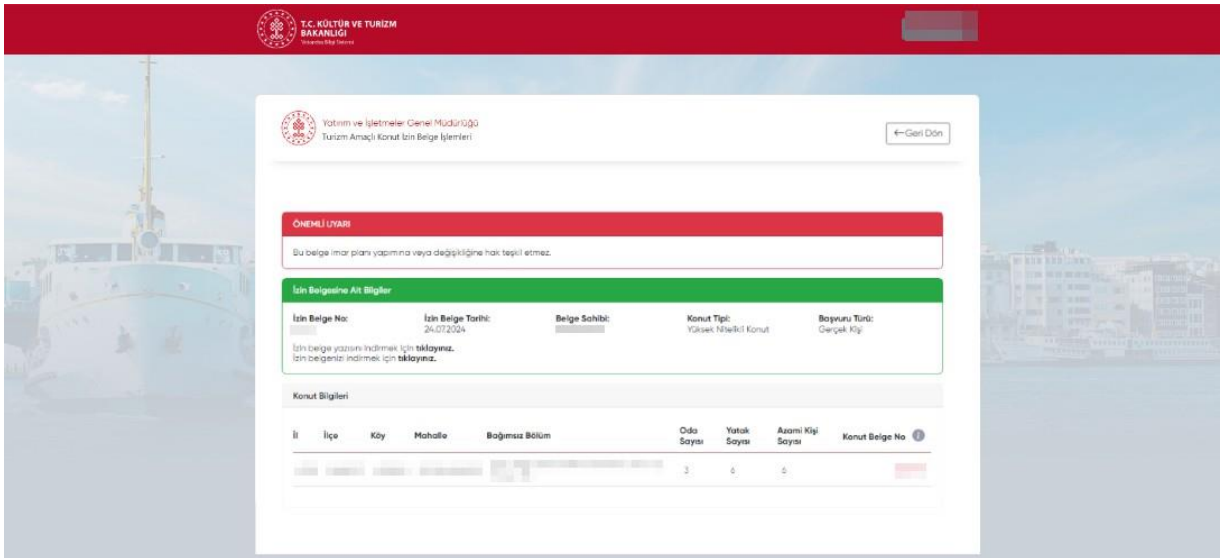 T.C. KÜLTÜR VE TURİZM
BAKANLIĞI
Yatırım ve İşletmeler Genel Müdürlüğü
Turizm Amaçlı Konut İzin Belge İşlemleri
←Geri Dön
ÖNEMLİ UYARI
Bu belge imar planı yapımına veya değişikliğine hak teşkil etmez.
İzin Belgesine Ait Bilgiler
İzin Belge No: İzin Belge Tarihi: Belge Sahibi: Konut Tipi: Başvuru Türü:
24.07.2024 Yüksek Nitelikli Konut Gerçek Kişi
İzin belge yazısını indirmek için tıklayınız.
İzin belgenizi indirmek için tıklayınız.
Konut Bilgileri
İl İlçe Köy Mahalle Bağımsız Bölüm Oda Sayısı Yatak Sayısı Azami Kişi Sayısı Konut Belge No i
3 6 6